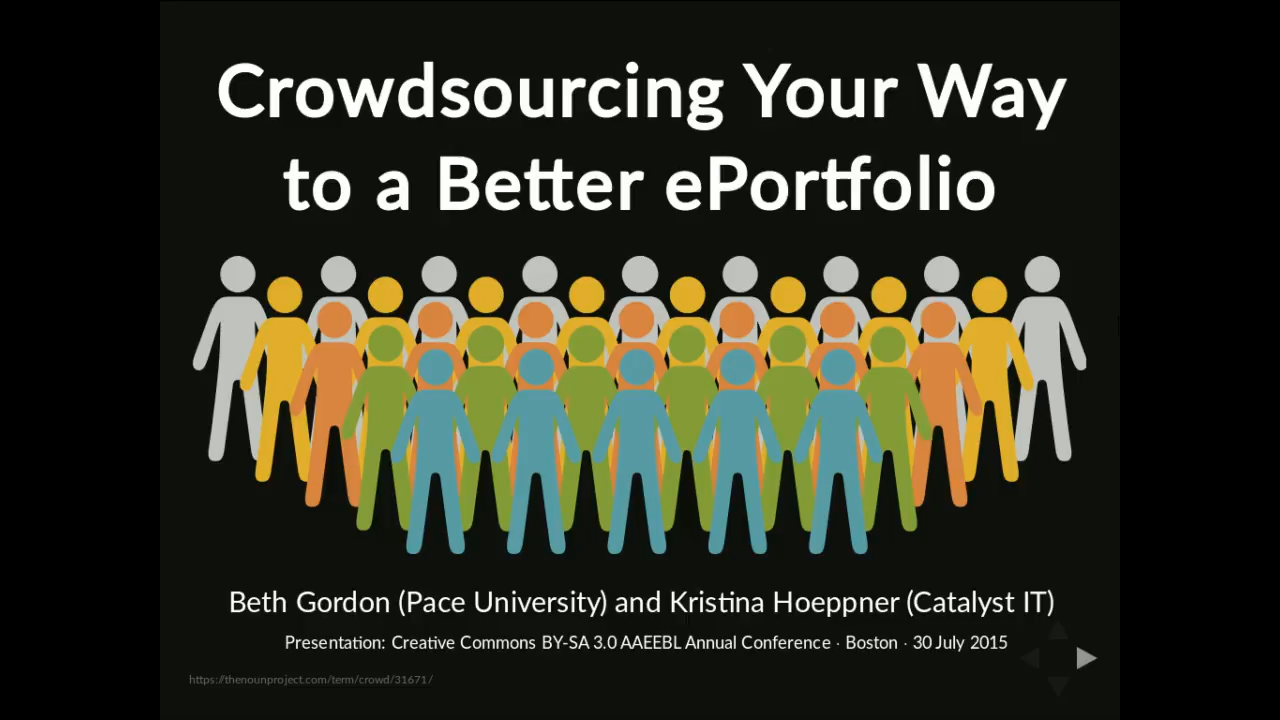 Crowdsourcing Your Way
to a Better ePortfolio
Beth Gordon (Pace University) and Kristina Hoeppner (Catalyst IT)
Presentation: Creative Commons BY-SA 3.0 AAEEBL Annual Conference · Boston · 30 July 2015
https://thenounproject.com/term/crowd/31671/